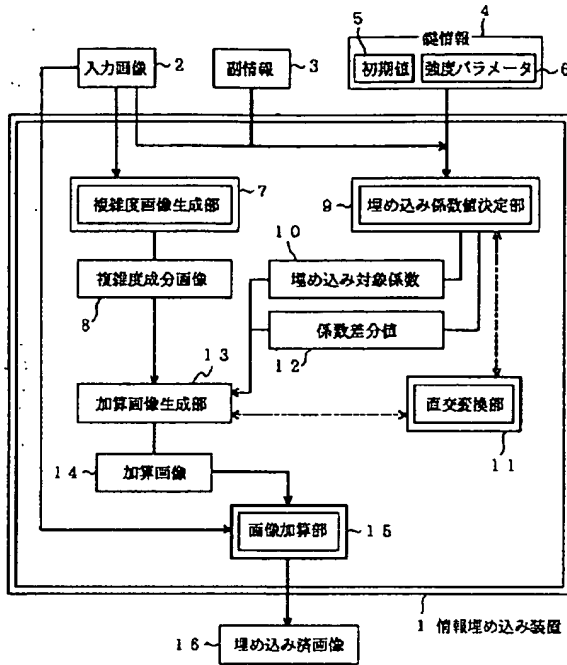 4
鍵情報
5
初期値
強度パラメータ
6
入力画像
2
副情報
3
複雑度画像生成部
7
9
埋め込み係数値決定部
10
複雑度成分画像
8
埋め込み対象係数
係数差分値
12
13
加算画像生成部
直交変換部
11
14
加算画像
画像加算部
15
1 情報埋め込み装置
16
埋め込み済画像